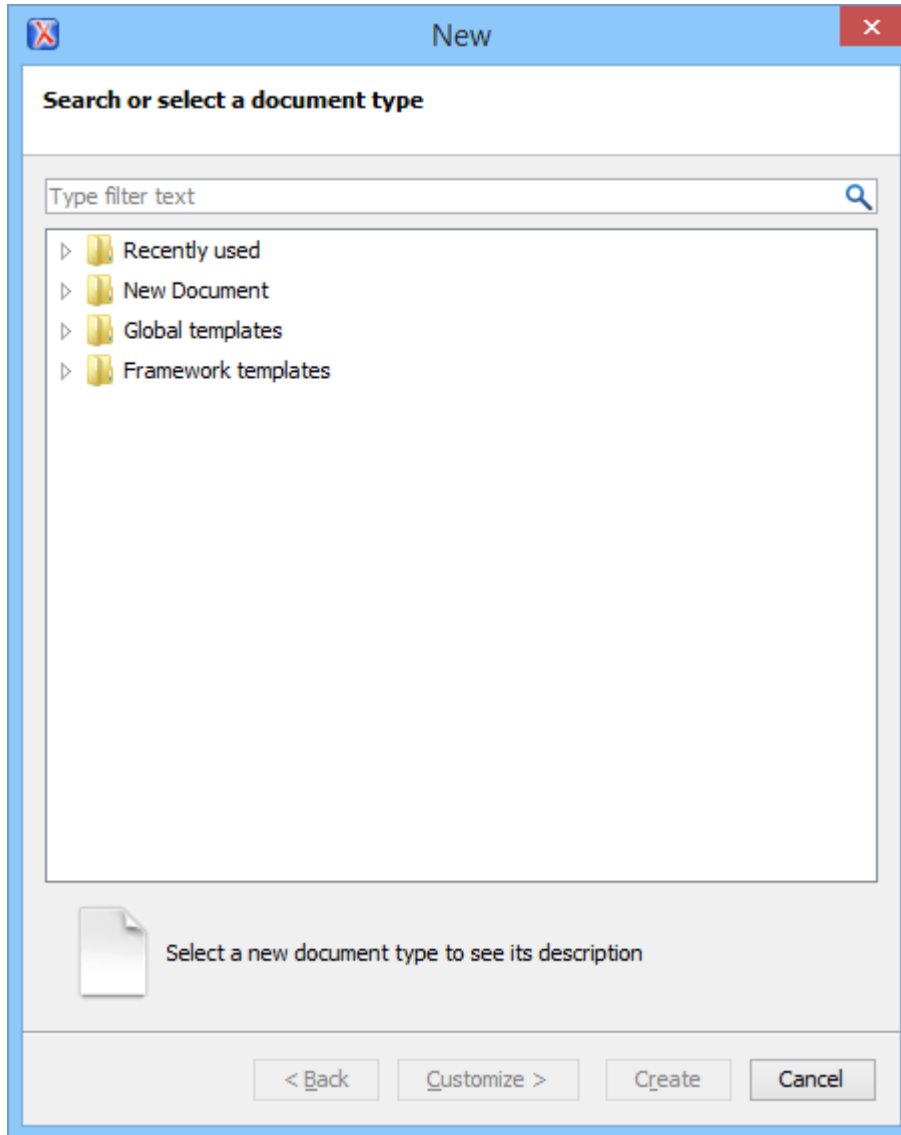 New
Search or select a document type
Type filter text
Recently used
New Document
Global templates
Framework templates
Select a new document type to see its description
< Back Customize > Create Cancel